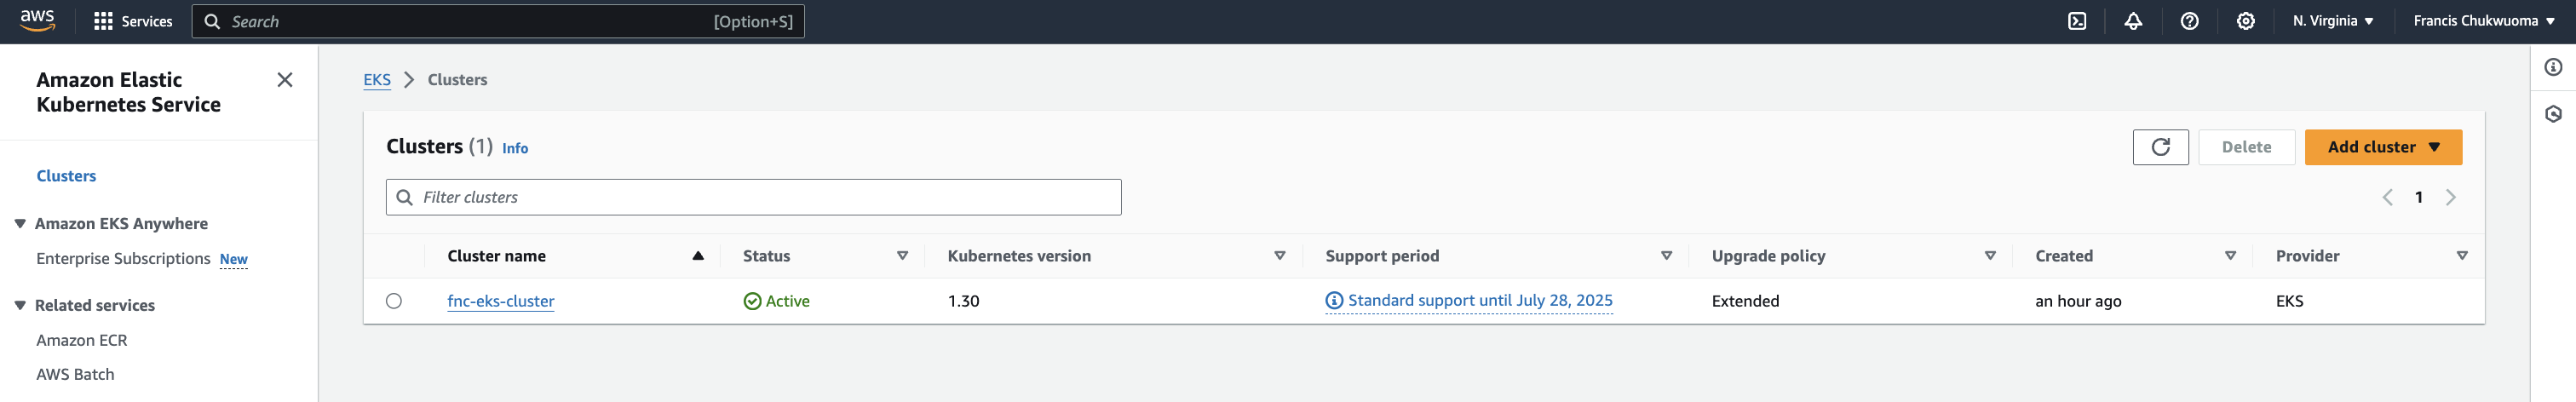 aws
Services
Search
[Option+S]
N. Virginia
Francis Chukwuoma
Amazon Elastic
Kubernetes Service
Clusters
Amazon EKS Anywhere
Enterprise Subscriptions New
Related services
Amazon ECR
AWS Batch
EKS
Clusters
Clusters (1) Info
Delete
Add cluster
Filter clusters
1
Cluster name Status Kubernetes version Support period Upgrade policy Created Provider
fnc-eks-cluster Active 1.30 Standard support until July 28, 2025 Extended an hour ago EKS